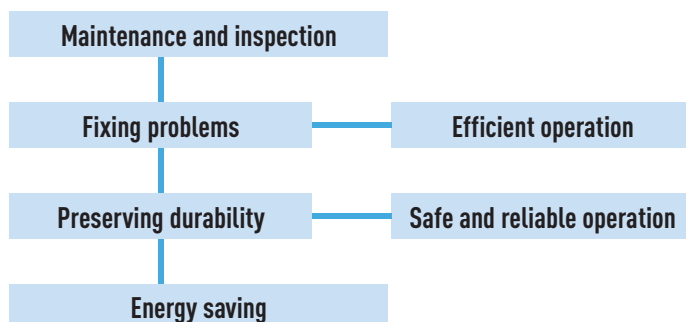 Maintenance and inspection
Fixing problems
Efficient operation
Preserving durability
Safe and reliable operation
Energy saving